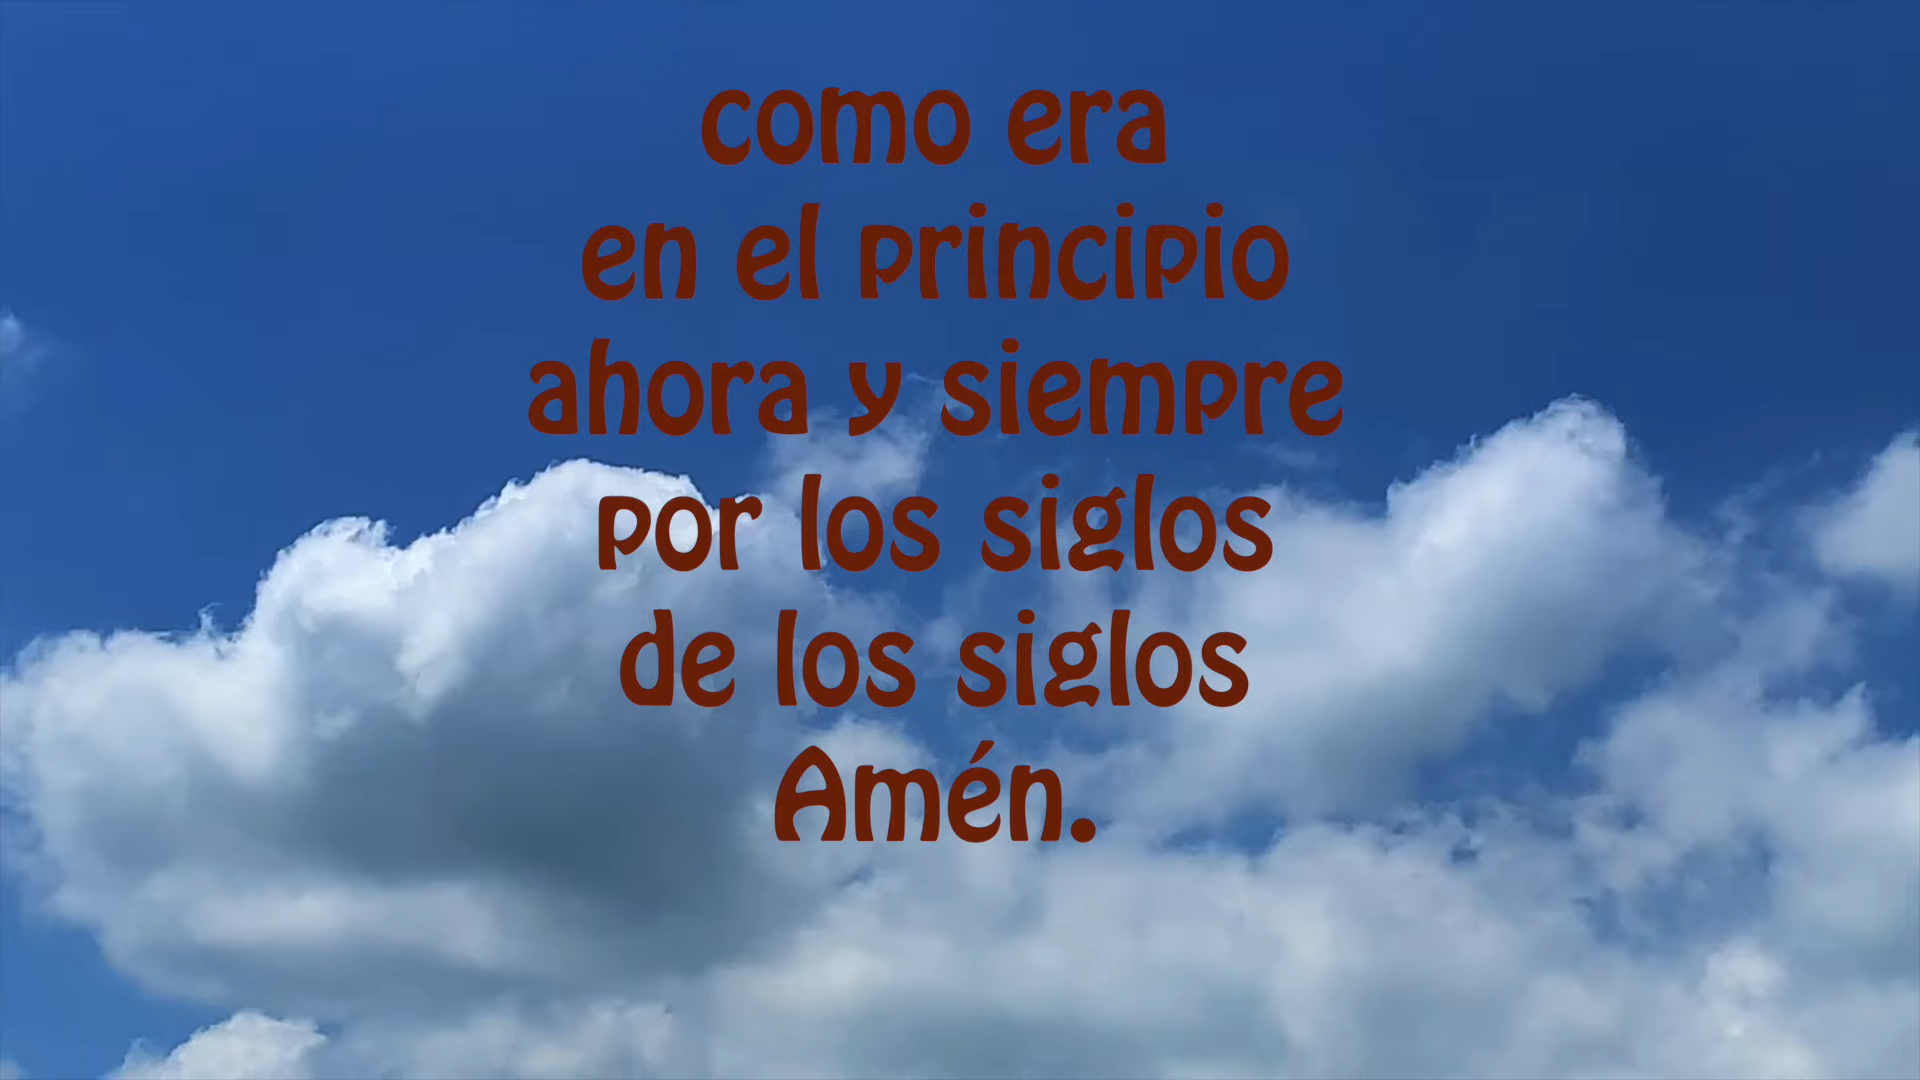 como era
en el principio
ahora y siempre
por los siglos
de los siglos
Amén.